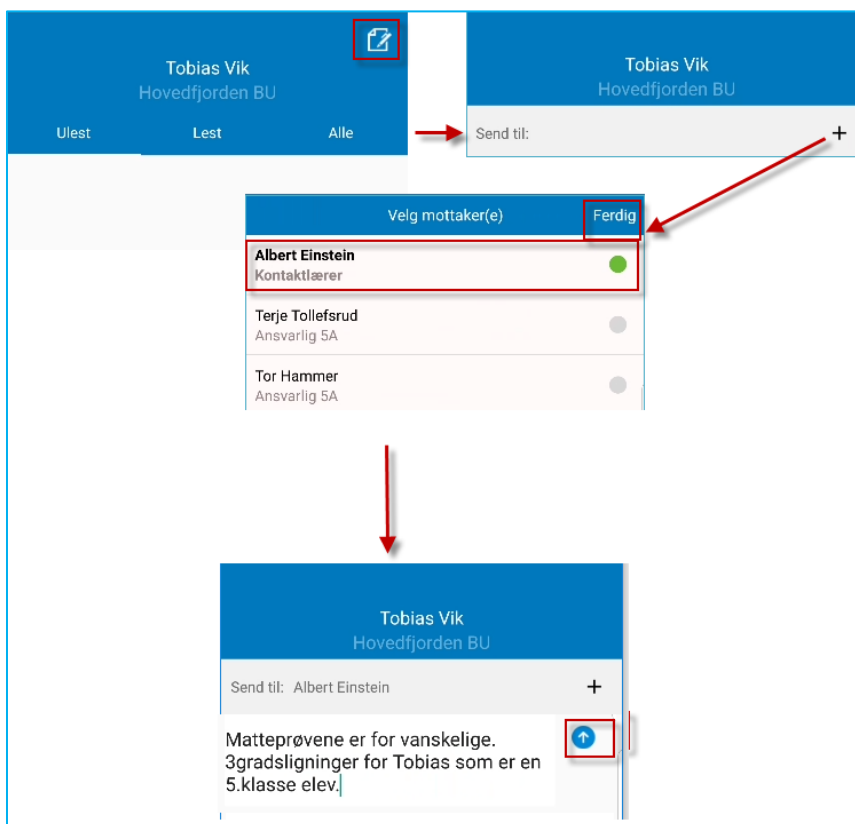 Tobias Vik
Hovedfjorden BU
Ulest Lest Alle
Tobias Vik
Hovedfjorden BU
Send til: +
Velg mottaker(e) Ferdig
Albert Einstein
Kontaktlærer
Terje Tollefsrud
Ansvarlig 5A
Tor Hammer
Ansvarlig 5A
Tobias Vik
Hovedfjorden BU
Send til: Albert Einstein +
Matteprøvene er for vanskelige.
3gradsligninger for Tobias som er en
5.klasse elev.